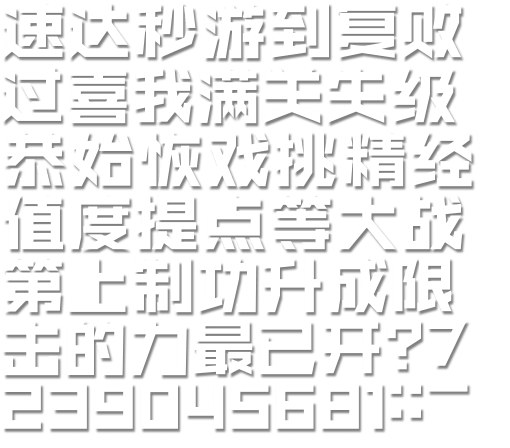 速达秒游到复败
过喜我满关失级
恭始恢戏挑精经
值度提点等大战
第上制功升成限
击的力最已开?7
239045681::一